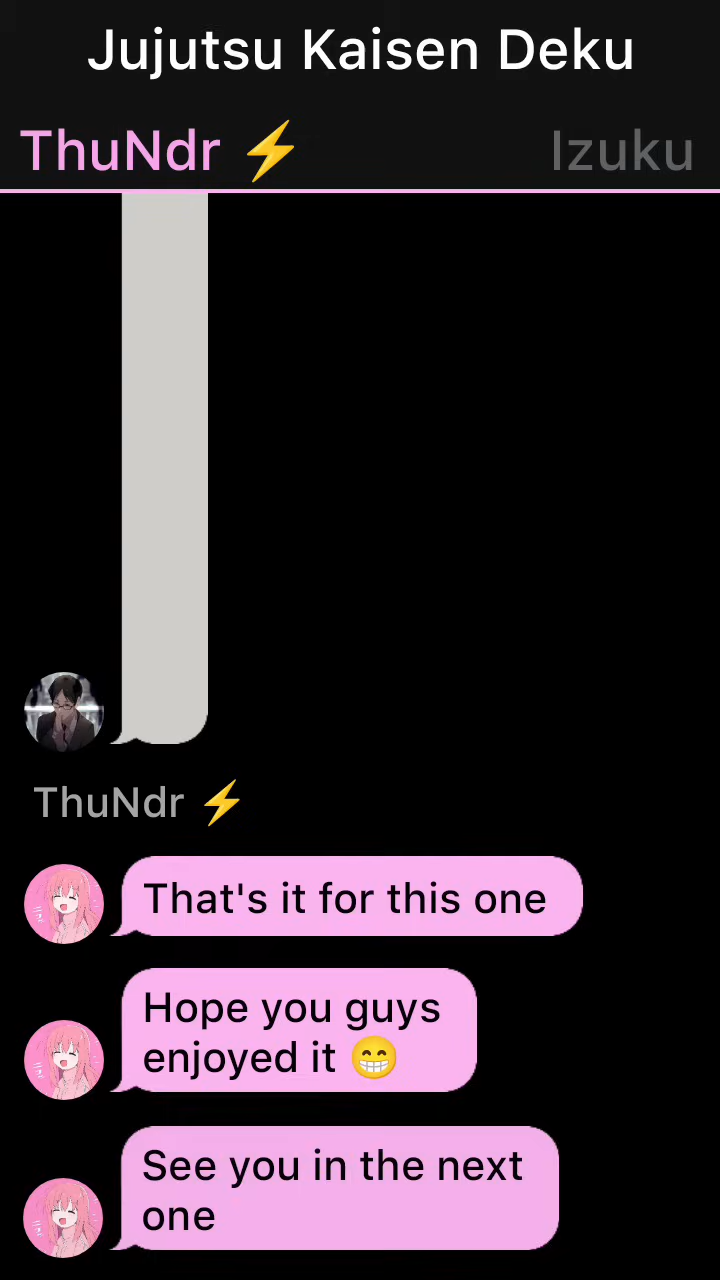 Jujutsu Kaisen Deku
ThuNdr ⚡ Izuku
ThuNdr ⚡
That's it for this one
Hope you guys
enjoyed it 😁
See you in the next
one